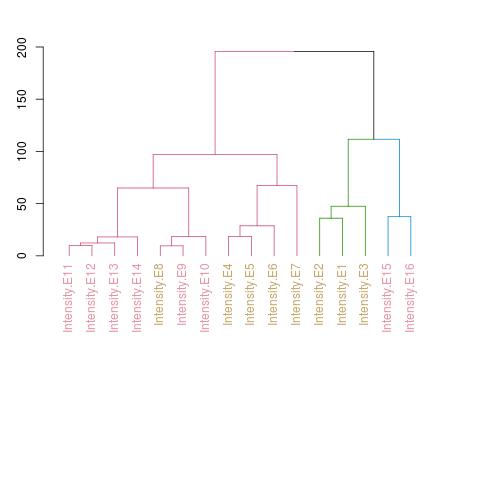 200
150
100
50
0
Intensity.E11
Intensity.E12
Intensity.E13
Intensity.E14
Intensity.E8
Intensity.E9
Intensity.E10
Intensity.E4
Intensity.E5
Intensity.E6
Intensity.E7
Intensity.E2
Intensity.E1
Intensity.E3
Intensity.E15
Intensity.E16